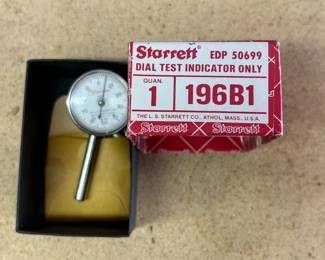 Starrett EDP 50699
DIAL TEST INDICATOR ONLY
QUAN.
1
196B1
THE L. S. STARRETT CO., ATHOL, MASS., U.S.A.
Starrett Starrett